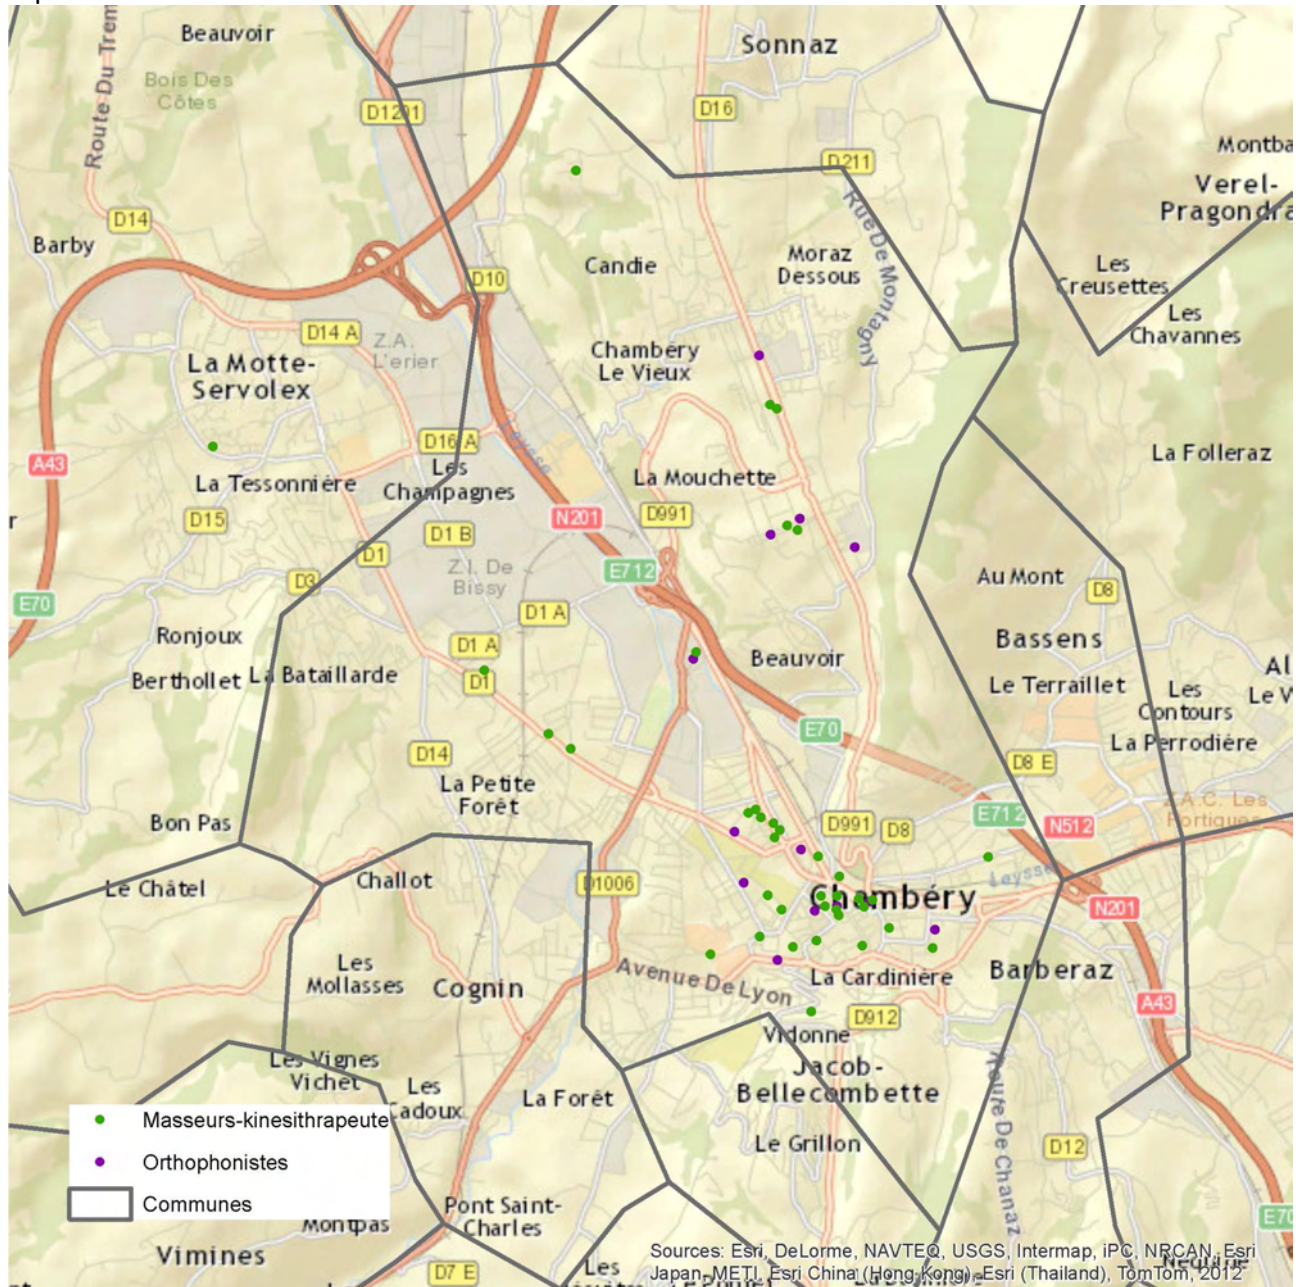 Beauvoir
Sonnaz
Bois Des
Côtes
Route Du Trem
D16
D1201
Montba
D211
Verel-
Pragondra
D14
Barby
Rue De Montagny
Moraz
Dessous
Candie
D10
Les
Creusettes
Les
Chavannes
D14 A
Z.A.
L'erier
La Motte-
Servolex
Chambéry
Le Vieux
Leysse
D16 A
A43
La Tessonnière
Les
Champagnes
La Mouchette
La Folleraz
r
D15
N201
D991
D1 B
D1
Z.I. De
Bissy
E712
D3
Au Mont
D8
E70
D1 A
Ronjoux
D1 A
Bassens
Beauvoir
Al
Berthollet
La Bataillarde
D1
Le Terraillet
Les
Contours
Le V
E70
D14
La Perrodière
D8 E
La Petite
Forêt
Z.A.C. Les
Portiques
Bon Pas
D991
D8
E712
N512
Le Châtel
Challot
D1006
Leysse
Chambéry
N201
Les
Mollasses
Cognin
Avenue De Lyon
La Cardinière
Barberaz
A43
D912
Vidonne
Les Vignes
Vichet
Jacob-
Bellecombette
Les
Cadoux
La Forêt
Route De Chanaz
Masseurs-kinesithrapeute
Le Grillon
D12
Orthophonistes
Communes
Montpas
Pont Saint-
Charles
E70
Vimines
D7 E
Les
Sources: Esri, DeLorme, NAVTEQ, USGS, Intermap, iPC, NRCAN, Esri
Japan, METI, Esri China (Hong Kong), Esri (Thailand), TomTom, 2012